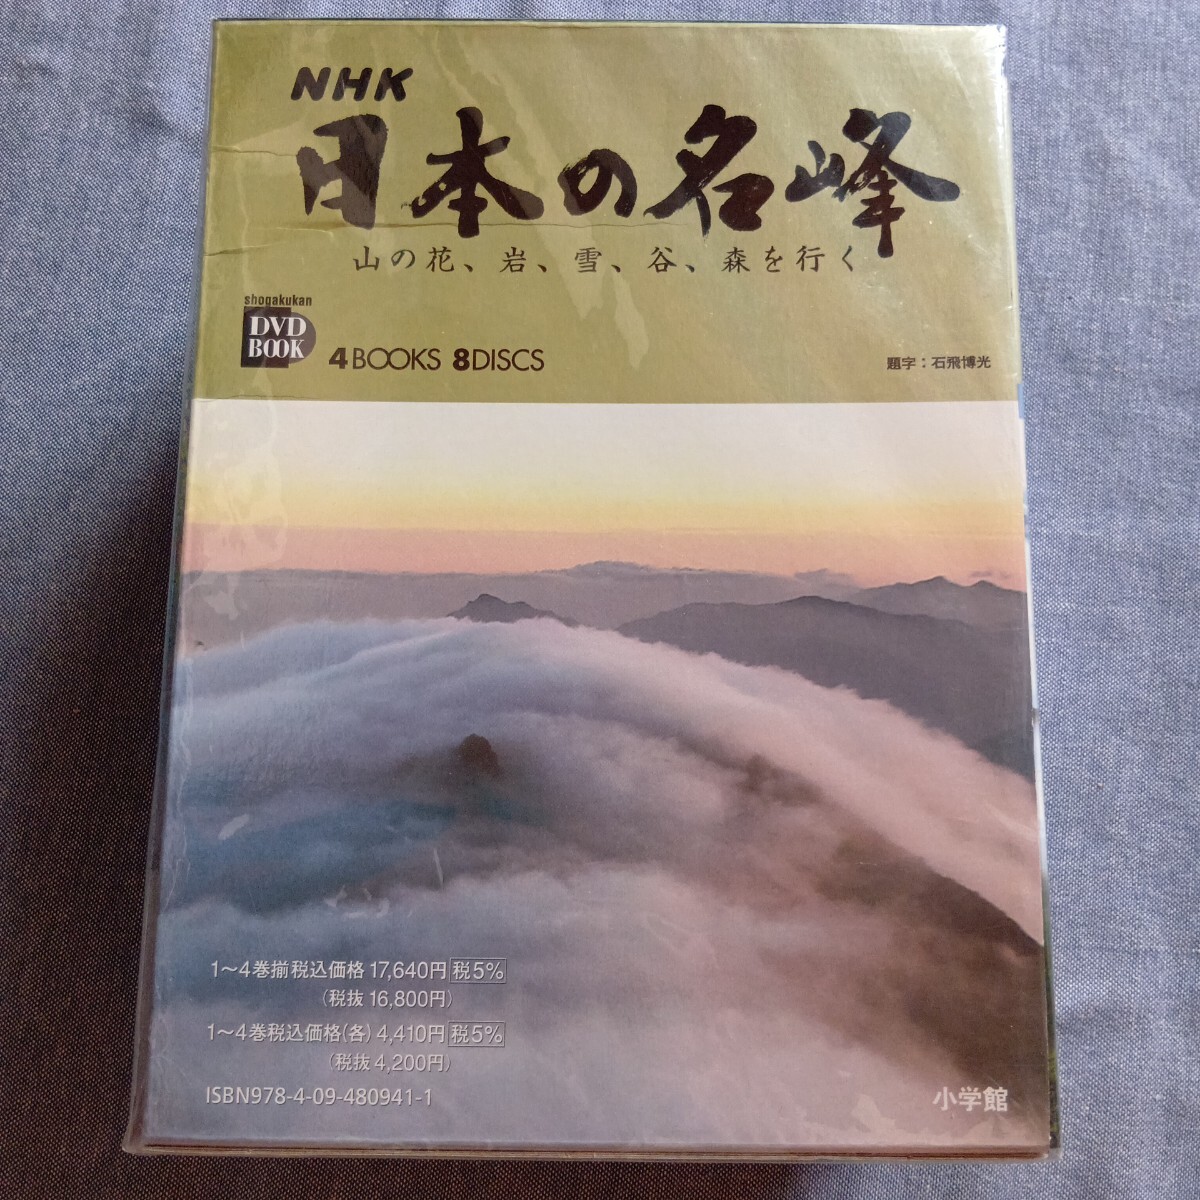 NHK
日本の名峰
山の花、岩、雪、谷、森を行く
shogakukan
DVD
BOOK
4BOOKS 8DISCS
題字：石飛博光
1～4巻揃税込価格 17,640円 税5%
（税抜 16,800円）
1～4巻税込価格（各）4,410円 税5%
（税抜 4,200円）
ISBN978-4-09-480941-1
小学館